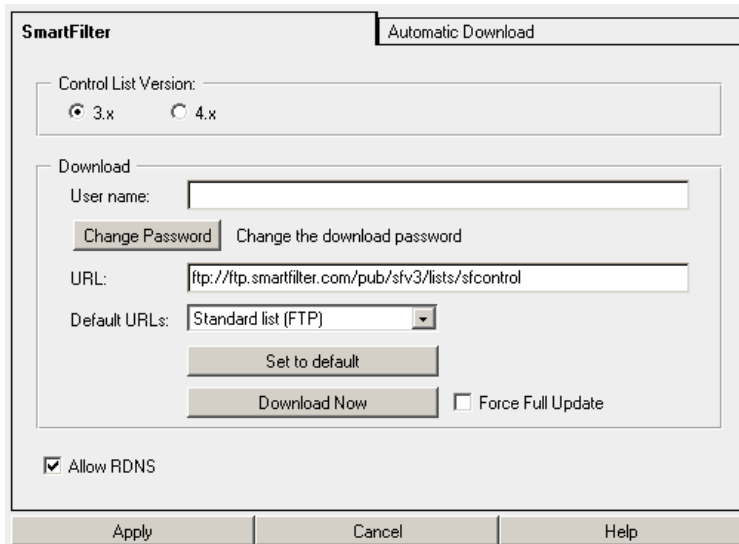 SmartFilter
Automatic Download
Control List Version:
3.x 4.x
Download
User name:
Change Password Change the download password
URL: ftp://ftp.smartfilter.com/pub/sfv3/lists/sfcontrol
Default URLs: Standard list (FTP)
Set to default
Download Now Force Full Update
Allow RDNS
Apply Cancel Help